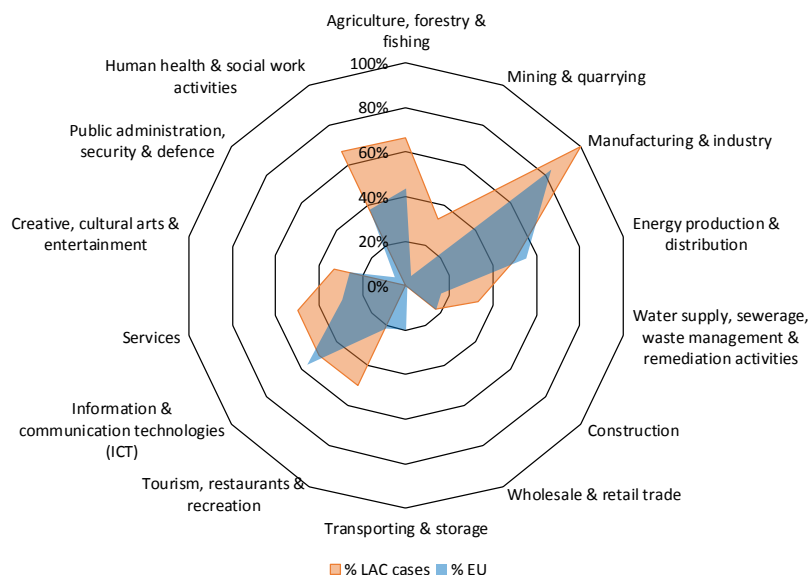 Agriculture, forestry &
fishing
Mining & quarrying
Manufacturing & industry
Energy production &
distribution
Water supply, sewerage,
waste management &
remediation activities
Construction
Wholesale & retail trade
Transporting & storage
Tourism, restaurants &
recreation
Information &
communication technologies
(ICT)
Services
Creative, cultural arts &
entertainment
Public administration,
security & defence
Human health & social work
activities
100%
80%
60%
40%
20%
0%
% LAC cases
% EU